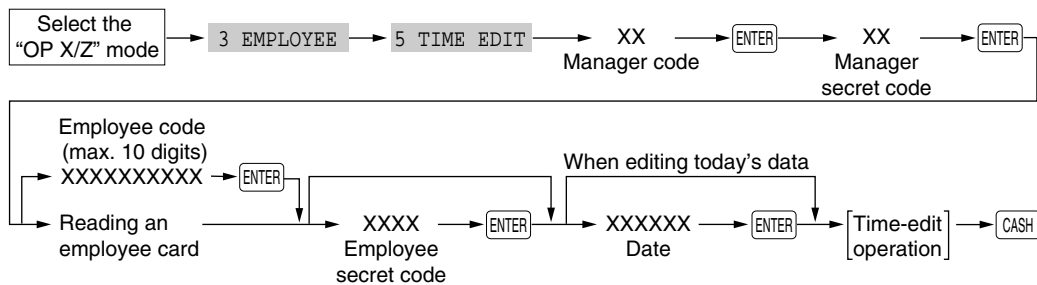 Select the
“OP X/Z” mode
3 EMPLOYEE
5 TIME EDIT
XX
Manager code
ENTER
XX
Manager
secret code
ENTER
Employee code
(max. 10 digits)
XXXXXXXXXX
ENTER
Reading an
employee card
XXXX
Employee
secret code
ENTER
When editing today’s data
XXXXXX
Date
ENTER
Time-edit
operation
CASH